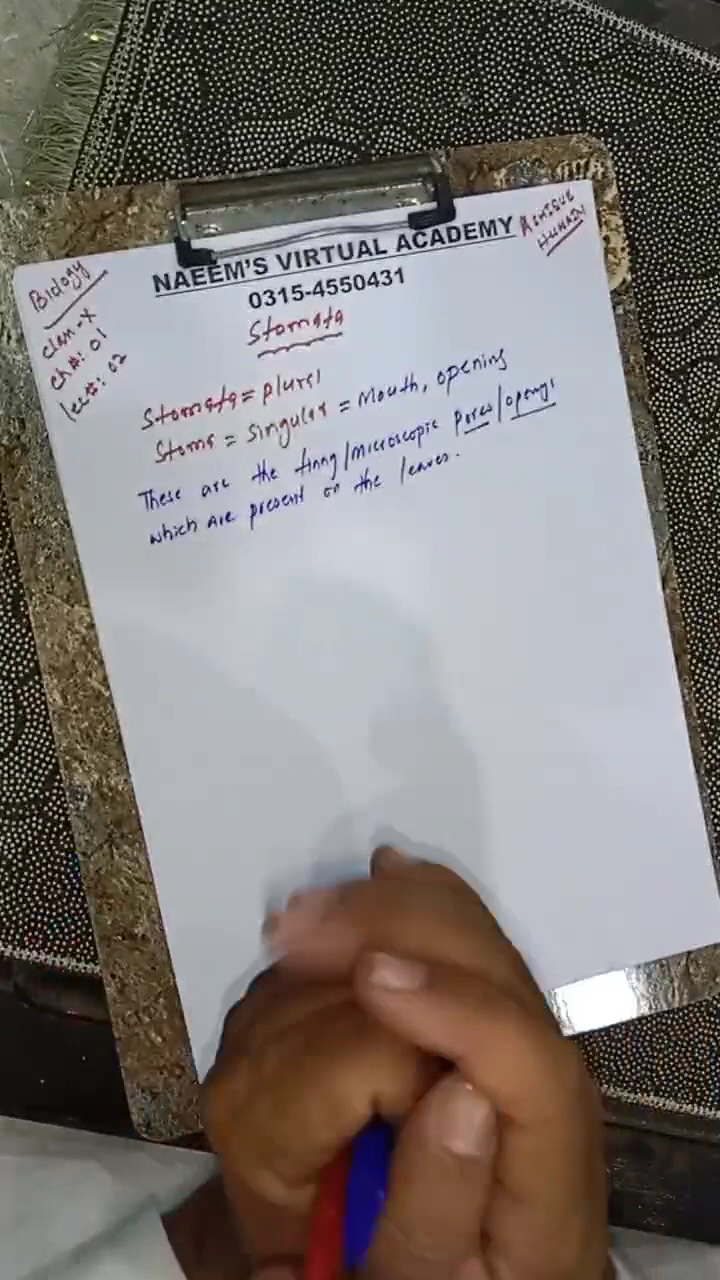 NAEEM'S VIRTUAL ACADEMY
0315-4550431
Biology
Class-X
ch#: 01
lec#: 02
Stomata
Stomata = plural
Stoma = singular = Mouth, opening
These are the tinny/microscopic pores/openings
which are present on the leaves.